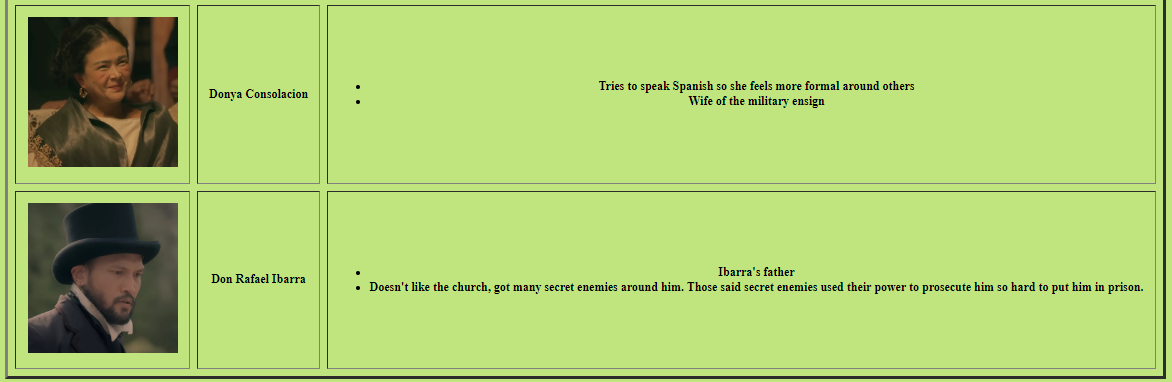 Donya Consolacion
Tries to speak Spanish so she feels more formal around others
Wife of the military ensign
Don Rafael Ibarra
Ibarra's father
Doesn't like the church, got many secret enemies around him. Those said secret enemies used their power to prosecute him so hard to put him in prison.